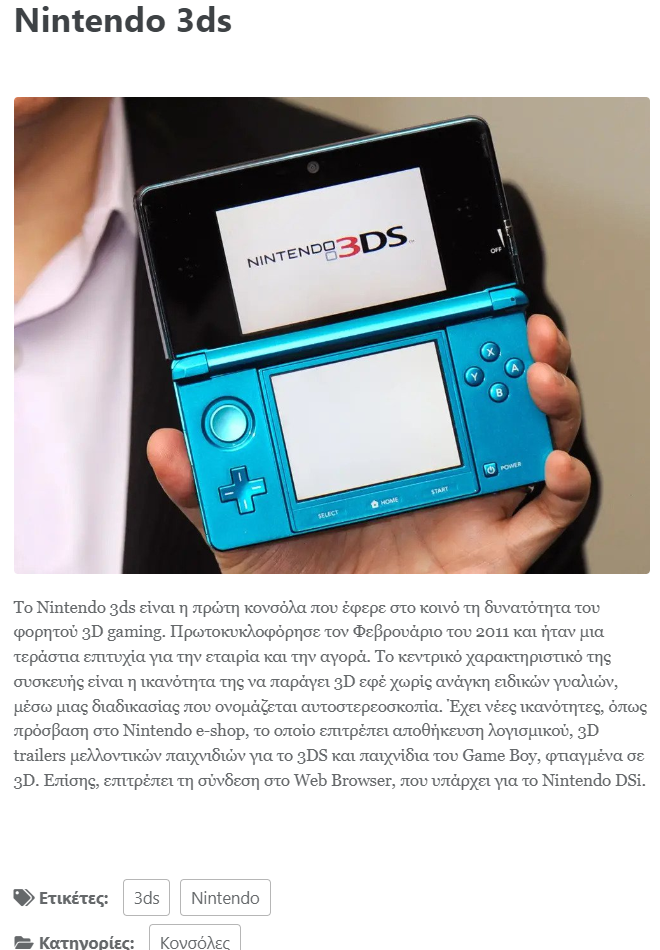 Nintendo 3ds
NINTENDO 3DS™
OFF
X
Y
A
B
POWER
SELECT
HOME
START
Το Nintendo 3ds είναι η πρώτη κονσόλα που έφερε στο κοινό τη δυνατότητα του
φορητού 3D gaming. Πρωτοκυκλοφόρησε τον Φεβρουάριο του 2011 και ήταν μια
τεράστια επιτυχία για την εταιρία και την αγορά. Το κεντρικό χαρακτηριστικό της
συσκευής είναι η ικανότητα της να παράγει 3D εφέ χωρίς ανάγκη ειδικών γυαλιών,
μέσω μιας διαδικασίας που ονομάζεται αυτοστερεοσκοπία. Έχει νέες ικανότητες, όπως
πρόσβαση στο Nintendo e-shop, το οποίο επιτρέπει αποθήκευση λογισμικού, 3D
trailers μελλοντικών παιχνιδιών για το 3DS και παιχνίδια του Game Boy, φτιαγμένα σε
3D. Επίσης, επιτρέπει τη σύνδεση στο Web Browser, που υπάρχει για το Nintendo DSi.
Ετικέτες: 3ds Nintendo
Κατηγορίες: Κονσόλες